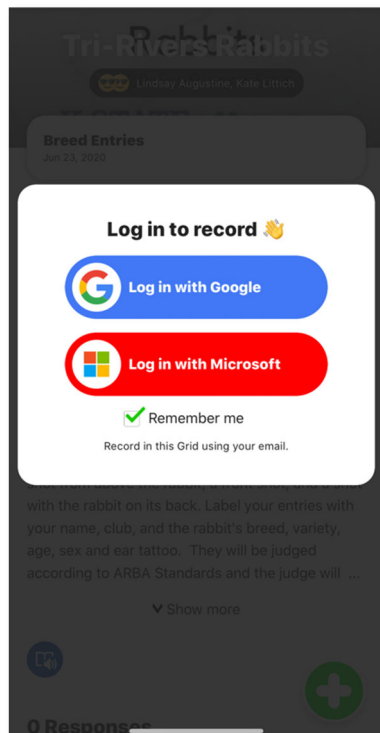 Rabbits
Tri-Rivers Rabbits
Lindsay Augustine, Kate Littich
Breed Entries
Jun 23, 2020
Log in to record 👋
Log in with Google
Log in with Microsoft
Remember me
Record in this Grid using your email.
with the rabbit on its back. Label your entries with
your name, club, and the rabbit's breed, variety,
age, sex and ear tattoo. They will be judged
according to ARBA Standards and the judge will ...
Show more
0 Responses